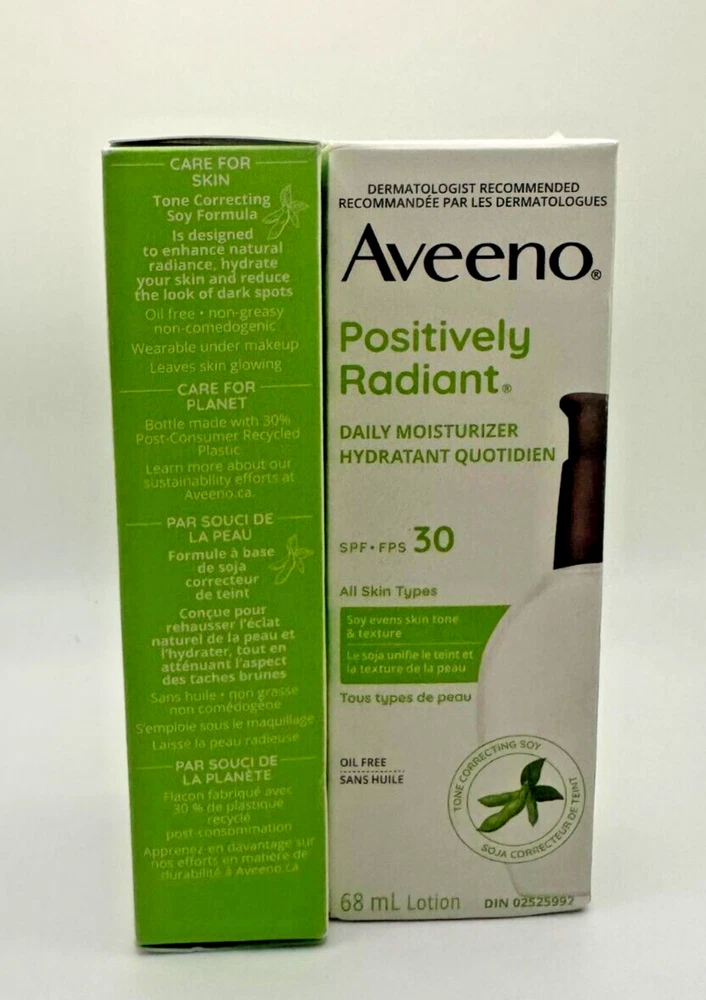 CARE FOR
SKIN
Tone Correcting
Soy Formula
Is designed
to enhance natural
radiance, hydrate
your skin and reduce
the look of dark spots
Oil free • non-greasy
non-comedogenic
Wearable under makeup
Leaves skin glowing
CARE FOR
PLANET
Bottle made with 30%
Post-Consumer Recycled
Plastic
Learn more about our
sustainability efforts at
Aveeno.ca
PAR SOUCI DE
LA PEAU
Formule à base
de soja
correcteur
de teint
Conçue pour
rehausser l'éclat
naturel de la peau et
l'hydrater, tout en
atténuant l'aspect
des taches brunes
Sans huile • non grasse
non comédogène
S'emploie sous le maquillage
Laisse la peau radieuse
PAR SOUCI DE
LA PLANÈTE
Flacon fabriqué avec
30 % de plastique
recyclé
post-consommation
Apprenez-en davantage sur
nos efforts en matière de
durabilité à Aveeno.ca
DERMATOLOGIST RECOMMENDED
RECOMMANDÉE PAR LES DERMATOLOGUES
Aveeno®
Positively
Radiant®
DAILY MOISTURIZER
HYDRATANT QUOTIDIEN
SPF • FPS 30
All Skin Types
Soy evens skin tone
& texture
Le soja unifie le teint et
la texture de la peau
Tous types de peau
OIL FREE
SANS HUILE
TONE CORRECTING SOY
SOJA CORRECTEUR DE TEINT
68 mL Lotion
DIN 02525992